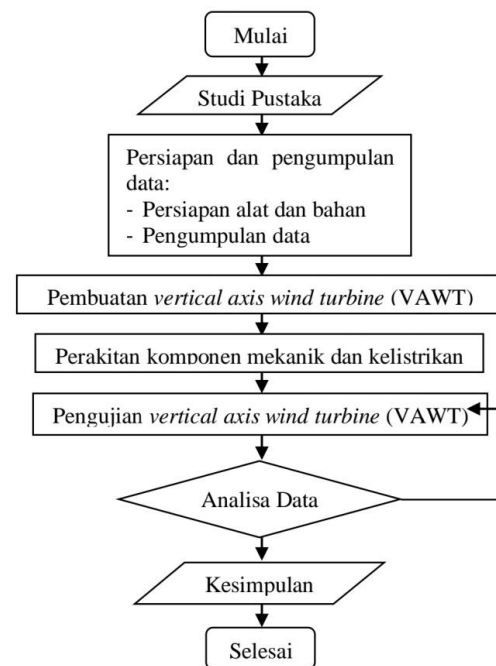 Mulai
Studi Pustaka
Persiapan dan pengumpulan
data:
- Persiapan alat dan bahan
- Pengumpulan data
Pembuatan vertical axis wind turbine (VAWT)
Perakitan komponen mekanik dan kelistrikan
Pengujian vertical axis wind turbine (VAWT)
Analisa Data
Kesimpulan
Selesai